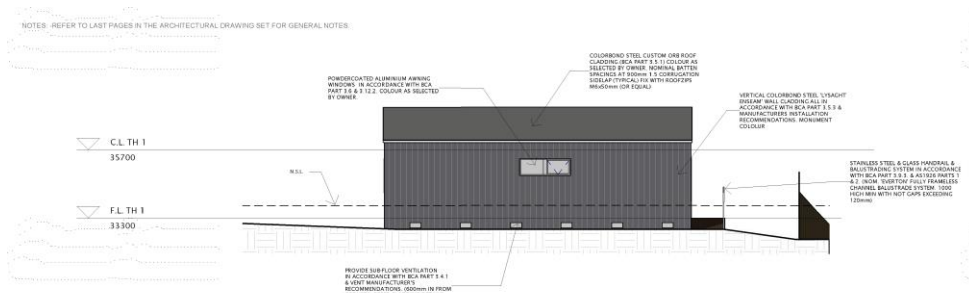 NOTES -REFER TO LAST PAGES IN THE ARCHITECTURAL DRAWING SET FOR GENERAL NOTES
COLORBOND STEEL CUSTOM ORB ROOF
CLADDING (BCA PART 3.5.1) COLOUR AS
SELECTED BY OWNER. NOMINAL BATTEN
SPACINGS AT 900mm 1.5 CORRUGATION
SIDELAP (TYPICAL) FIX WITH ROOFZIPS
M6x50mm (OR EQUAL)
POWDERCOATED ALUMINIUM AWNING
WINDOWS IN ACCORDANCE WITH BCA
PART 3.6 & 3.12.2. COLOUR AS SELECTED
BY OWNER
VERTICAL COLORBOND STEEL 'LYSAGHT
ENSEAM' WALL CLADDING ALL IN
ACCORDANCE WITH BCA PART 3.5.3 &
MANUFACTURERS INSTALLATION
RECOMMENDATIONS. MONUMENT
COLOUR
C.L. TH 1
35700
STAINLESS STEEL & GLASS HANDRAIL &
BALUSTRADING SYSTEM IN ACCORDANCE
WITH BCA PART 3.9.3. & AS1926 PARTS 1
& 2. (NOM. 'EVERTON' FULLY FRAMELESS
CHANNEL BALUSTRADE SYSTEM. 1000
HIGH MIN WITH NOT GAPS EXCEEDING
120mm)
N.S.L.
F.L. TH 1
33300
PROVIDE SUB-FLOOR VENTILATION
IN ACCORDANCE WITH BCA PART 3.4.1
& VENT MANUFACTURER'S
RECOMMENDATIONS. (600mm IN FROM